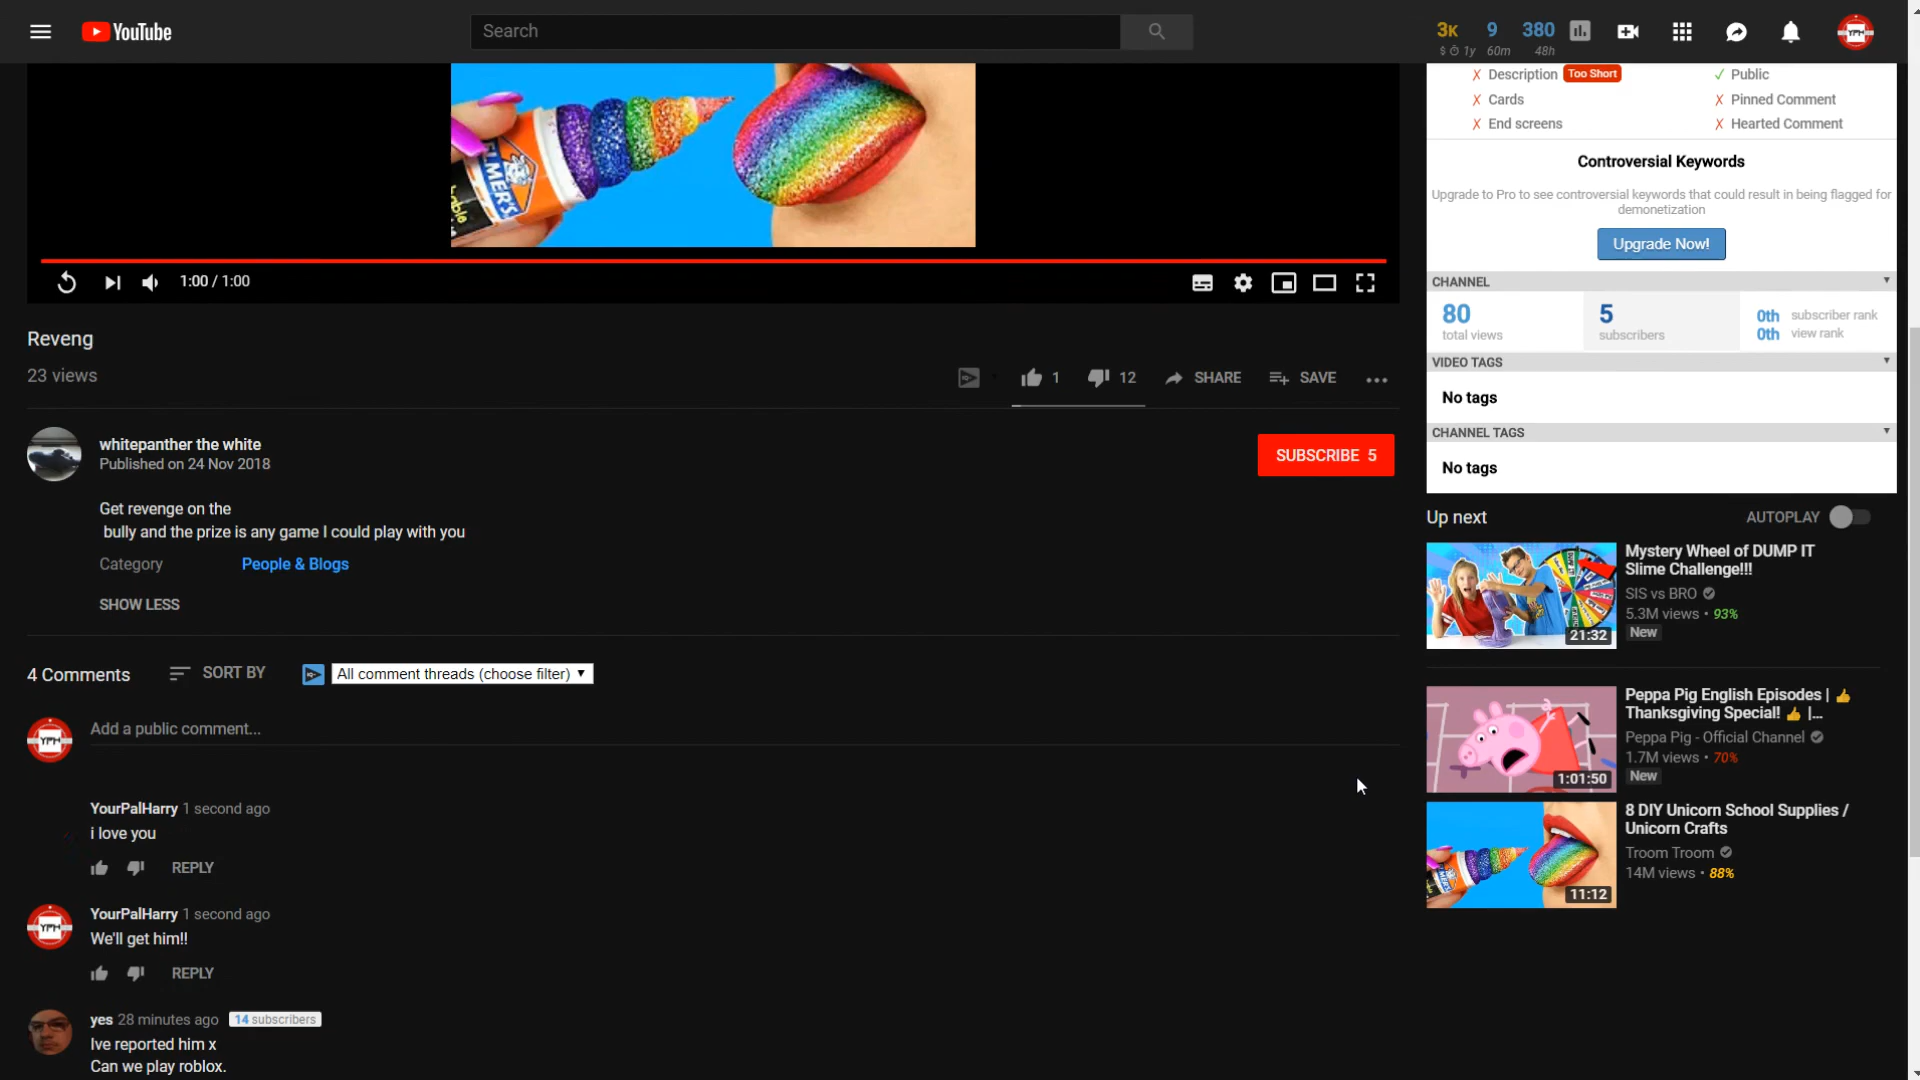 YouTube
Search
3K
9
380
$ 1y
60m
48h
ELMER'S
1:00 / 1:00
Reveng
23 views
1
12
SHARE
SAVE
whitepanther the white
Published on 24 Nov 2018
SUBSCRIBE 5
Get revenge on the
bully and the prize is any game I could play with you
Category
People & Blogs
SHOW LESS
4 Comments
SORT BY
All comment threads (choose filter)
YPH
Add a public comment...
YourPalHarry 1 second ago
i love you
REPLY
YPH
YourPalHarry 1 second ago
We'll get him!!
REPLY
yes 28 minutes ago 14 subscribers
Ive reported him x
Can we play roblox.
YPH
Description Too Short
Public
Cards
Pinned Comment
End screens
Hearted Comment
Controversial Keywords
Upgrade to Pro to see controversial keywords that could result in being flagged for
demonetization
Upgrade Now!
CHANNEL
80
total views
5
subscribers
0th subscriber rank
0th view rank
VIDEO TAGS
No tags
CHANNEL TAGS
No tags
Up next
AUTOPLAY
Mystery Wheel of DUMP IT
Slime Challenge!!!
SIS vs BRO
5.3M views • 93%
New
21:32
Peppa Pig English Episodes | 👍
Thanksgiving Special! 👍 |...
Peppa Pig - Official Channel
1.7M views • 70%
New
1:01:50
8 DIY Unicorn School Supplies /
Unicorn Crafts
Troom Troom
14M views • 88%
11:12